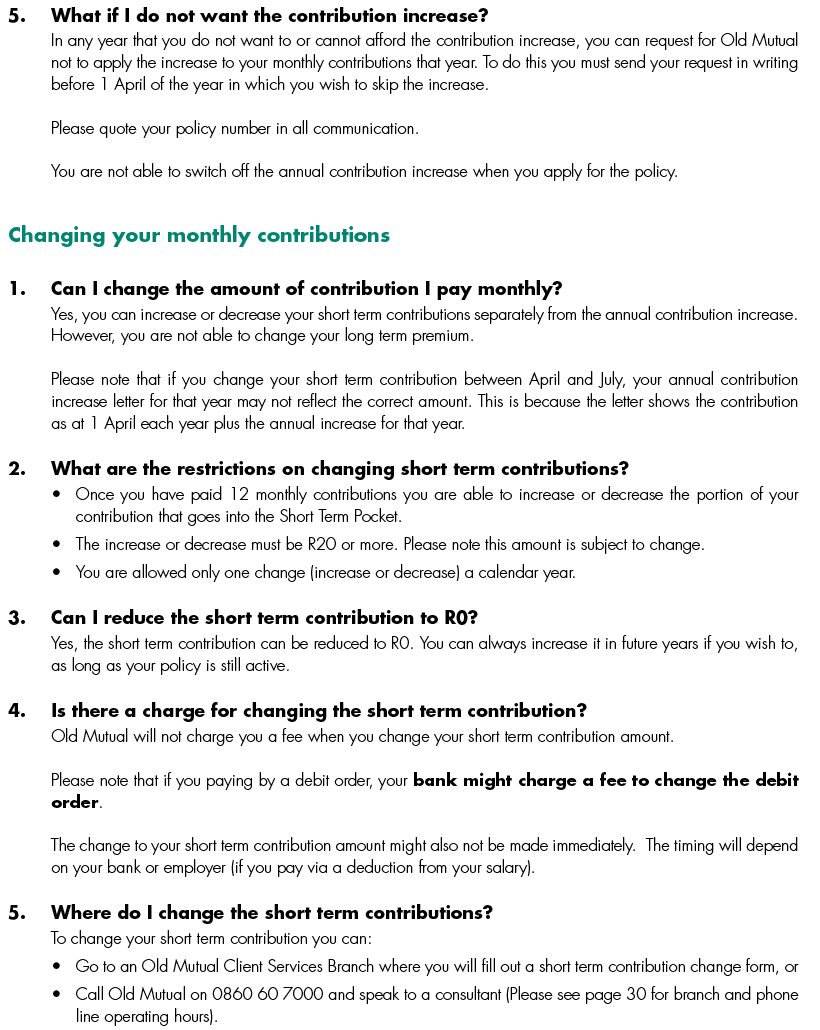 5. What if I do not want the contribution increase?
In any year that you do not want to or cannot afford the contribution increase, you can request for Old Mutual
not to apply the increase to your monthly contributions that year. To do this you must send your request in writing
before 1 April of the year in which you wish to skip the increase.
Please quote your policy number in all communication.
You are not able to switch off the annual contribution increase when you apply for the policy.
Changing your monthly contributions
1. Can I change the amount of contribution I pay monthly?
Yes, you can increase or decrease your short term contributions separately from the annual contribution increase.
However, you are not able to change your long term premium.
Please note that if you change your short term contribution between April and July, your annual contribution
increase letter for that year may not reflect the correct amount. This is because the letter shows the contribution
as at 1 April each year plus the annual increase for that year.
2. What are the restrictions on changing short term contributions?
• Once you have paid 12 monthly contributions you are able to increase or decrease the portion of your
contribution that goes into the Short Term Pocket.
• The increase or decrease must be R20 or more. Please note this amount is subject to change.
• You are allowed only one change (increase or decrease) a calendar year.
3. Can I reduce the short term contribution to R0?
Yes, the short term contribution can be reduced to R0. You can always increase it in future years if you wish to,
as long as your policy is still active.
4. Is there a charge for changing the short term contribution?
Old Mutual will not charge you a fee when you change your short term contribution amount.
Please note that if you paying by a debit order, your bank might charge a fee to change the debit
order.
The change to your short term contribution amount might also not be made immediately. The timing will depend
on your bank or employer (if you pay via a deduction from your salary).
5. Where do I change the short term contributions?
To change your short term contribution you can:
• Go to an Old Mutual Client Services Branch where you will fill out a short term contribution change form, or
• Call Old Mutual on 0860 60 7000 and speak to a consultant (Please see page 30 for branch and phone
line operating hours).